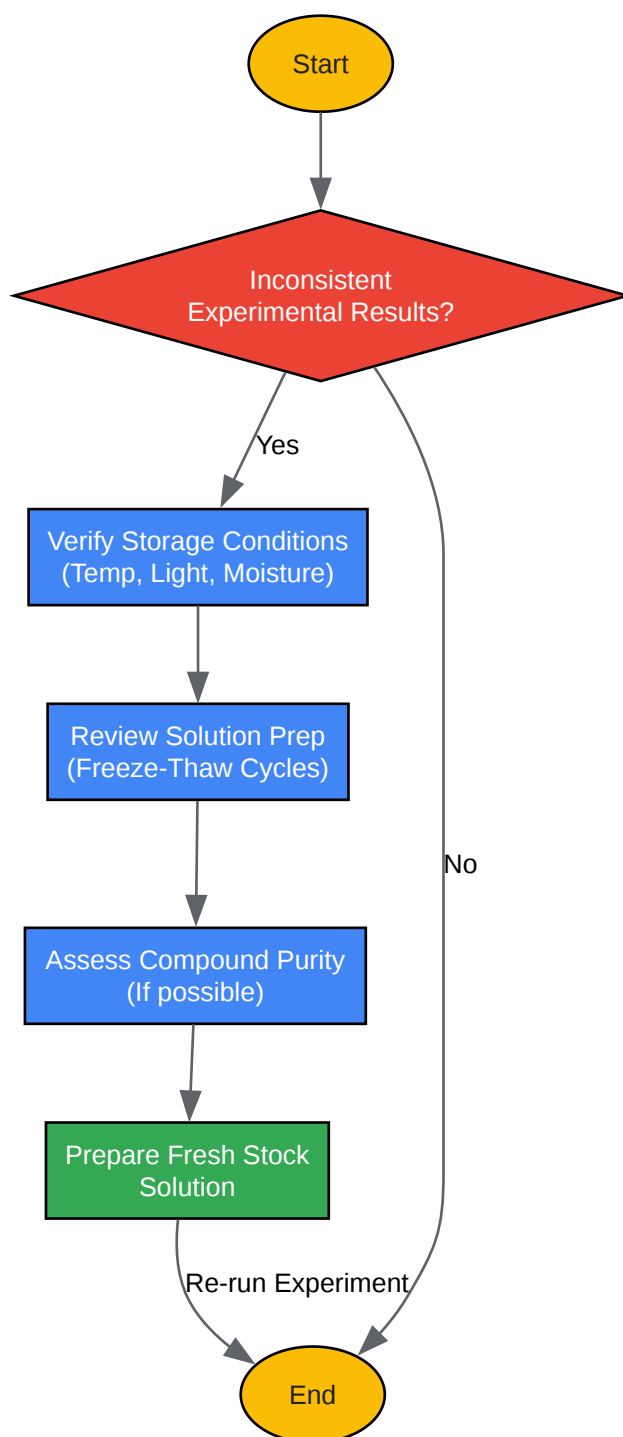 Start
Inconsistent
Experimental Results?
Yes
Verify Storage Conditions
(Temp, Light, Moisture)
Review Solution Prep
(Freeze-Thaw Cycles)
No
Assess Compound Purity
(If possible)
Prepare Fresh Stock
Solution
Re-run Experiment
End